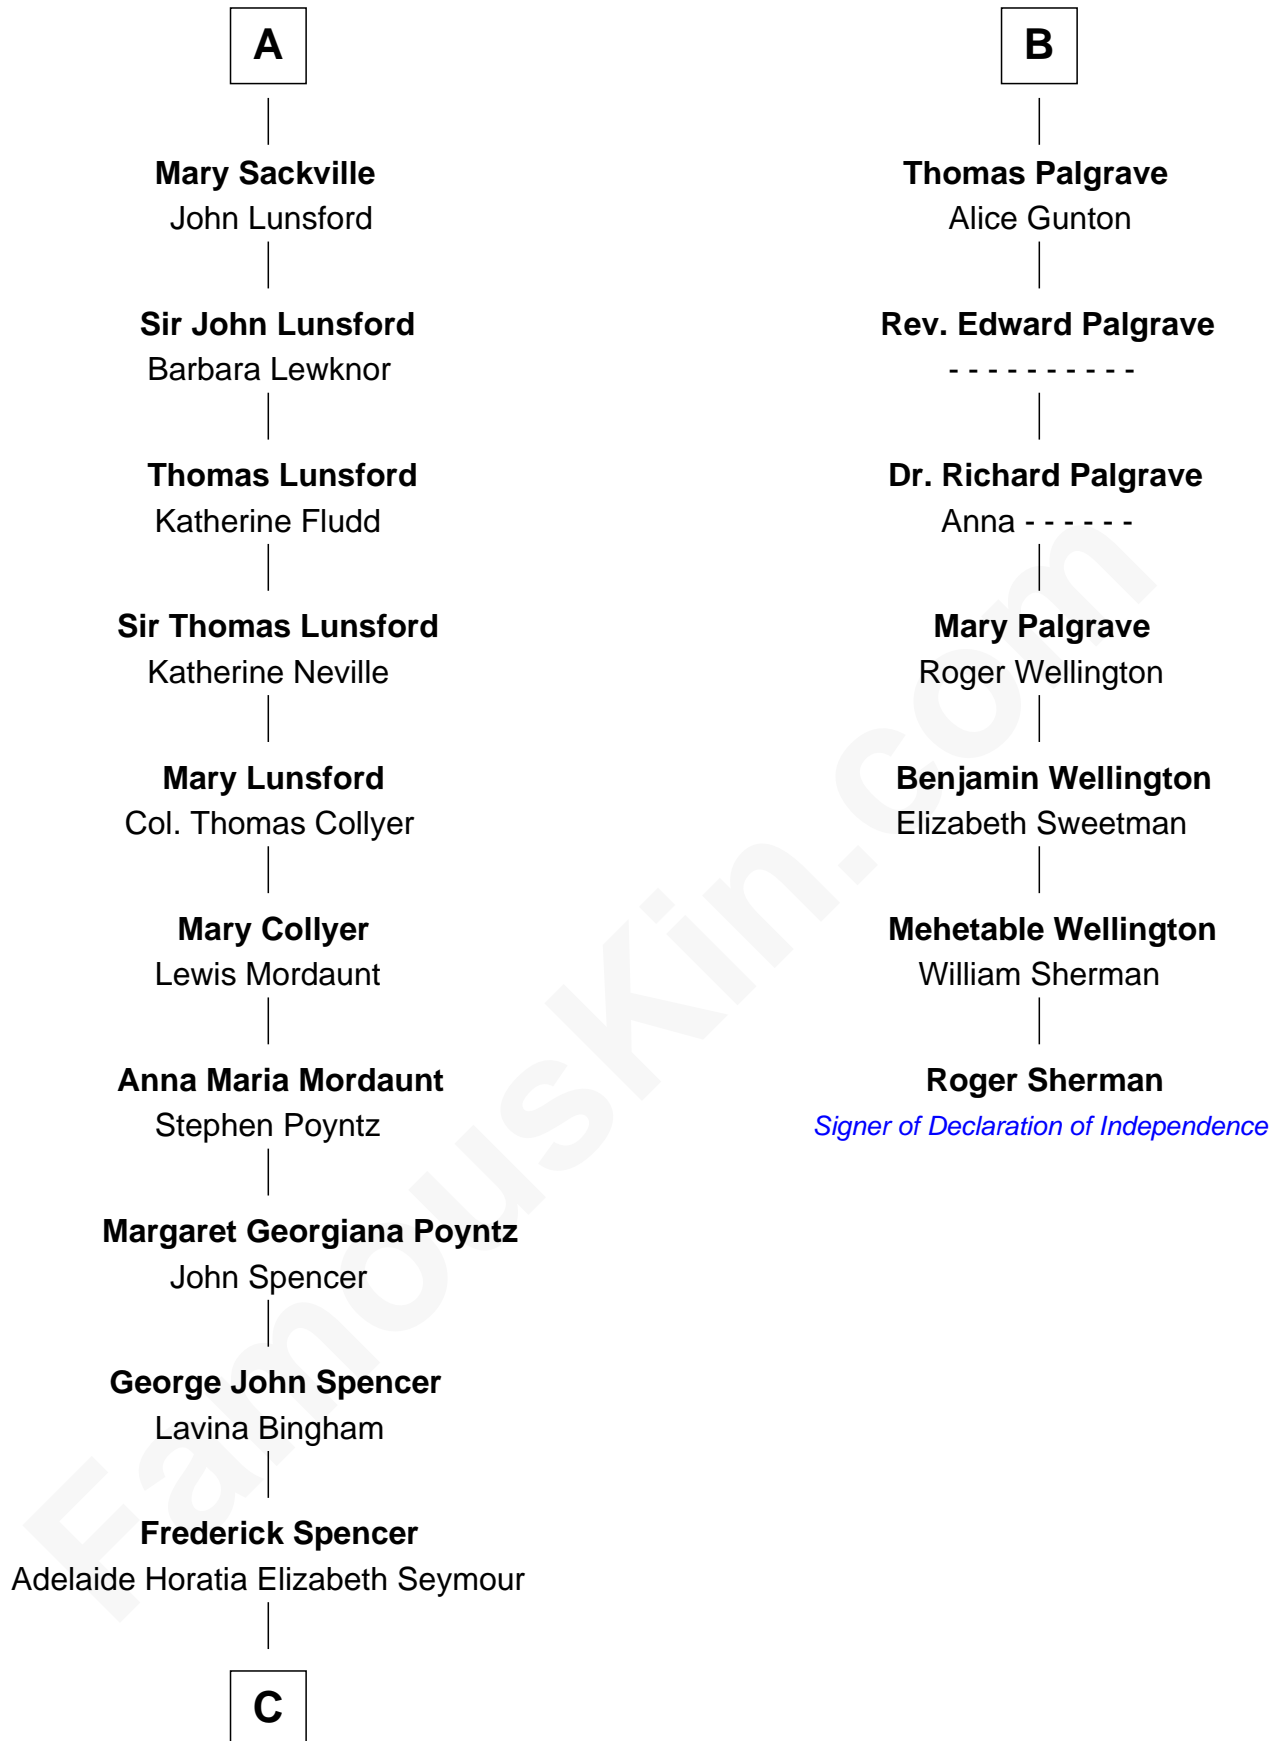 A
Mary Sackville
John Lunsford
Sir John Lunsford
Barbara Lewknor
Thomas Lunsford
Katherine Fludd
Sir Thomas Lunsford
Katherine Neville
Mary Lunsford
Col. Thomas Collyer
Mary Collyer
Lewis Mordaunt
Anna Maria Mordaunt
Stephen Poyntz
Margaret Georgiana Poyntz
John Spencer
George John Spencer
Lavina Bingham
Frederick Spencer
Adelaide Horatia Elizabeth Seymour
C
B
Thomas Palgrave
Alice Gunton
Rev. Edward Palgrave
- - - - - - - - - -
Dr. Richard Palgrave
Anna - - - - - -
Mary Palgrave
Roger Wellington
Benjamin Wellington
Elizabeth Sweetman
Mehetable Wellington
William Sherman
Roger Sherman
Signer of Declaration of Independence
FamousKin.com